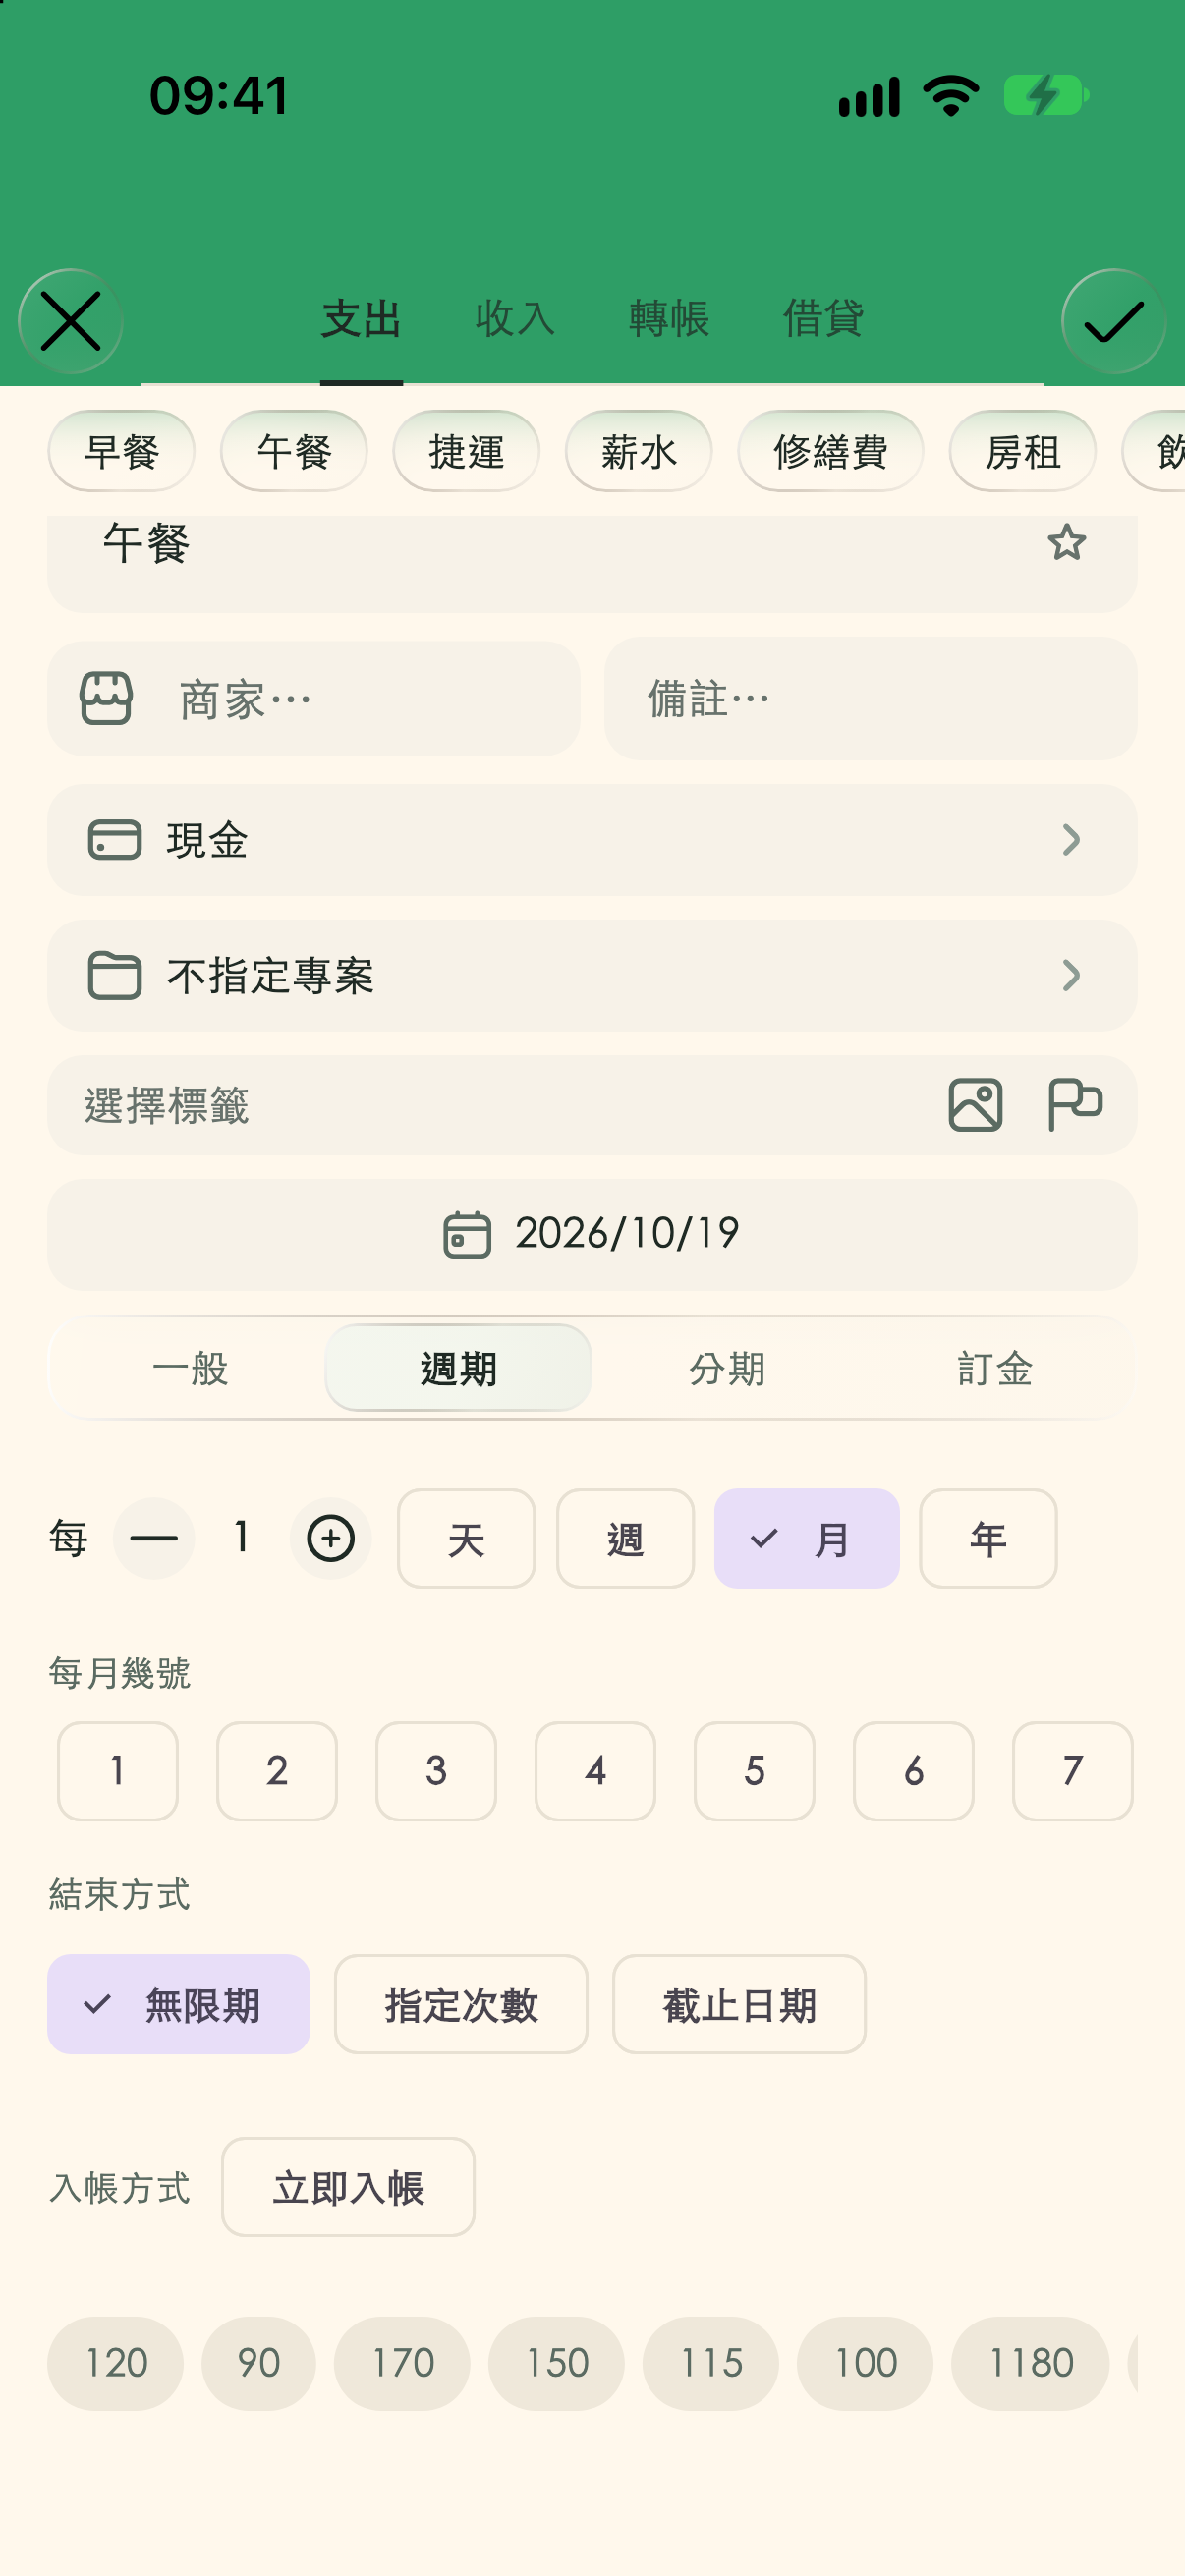 09:41
支出 收入 轉帳 借貸
早餐 午餐 捷運 薪水 修繕費 房租 飲
午餐
商家… 備註…
現金
不指定專案
選擇標籤
2026/10/19
一般 週期 分期 訂金
每 1 天 週 月 年
每月幾號
1 2 3 4 5 6 7
結束方式
無限期 指定次數 截止日期
入帳方式 立即入帳
120 90 170 150 115 100 1180